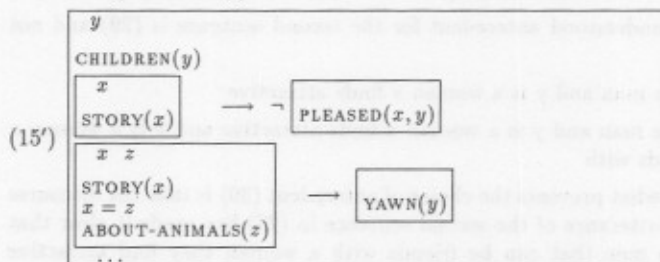 y
CHILDREN(y)
x
STORY(x) → ¬ PLEASED(x, y)
(15′)
x z
STORY(x)
x = z → YAWN(y)
ABOUT-ANIMALS(z)
...